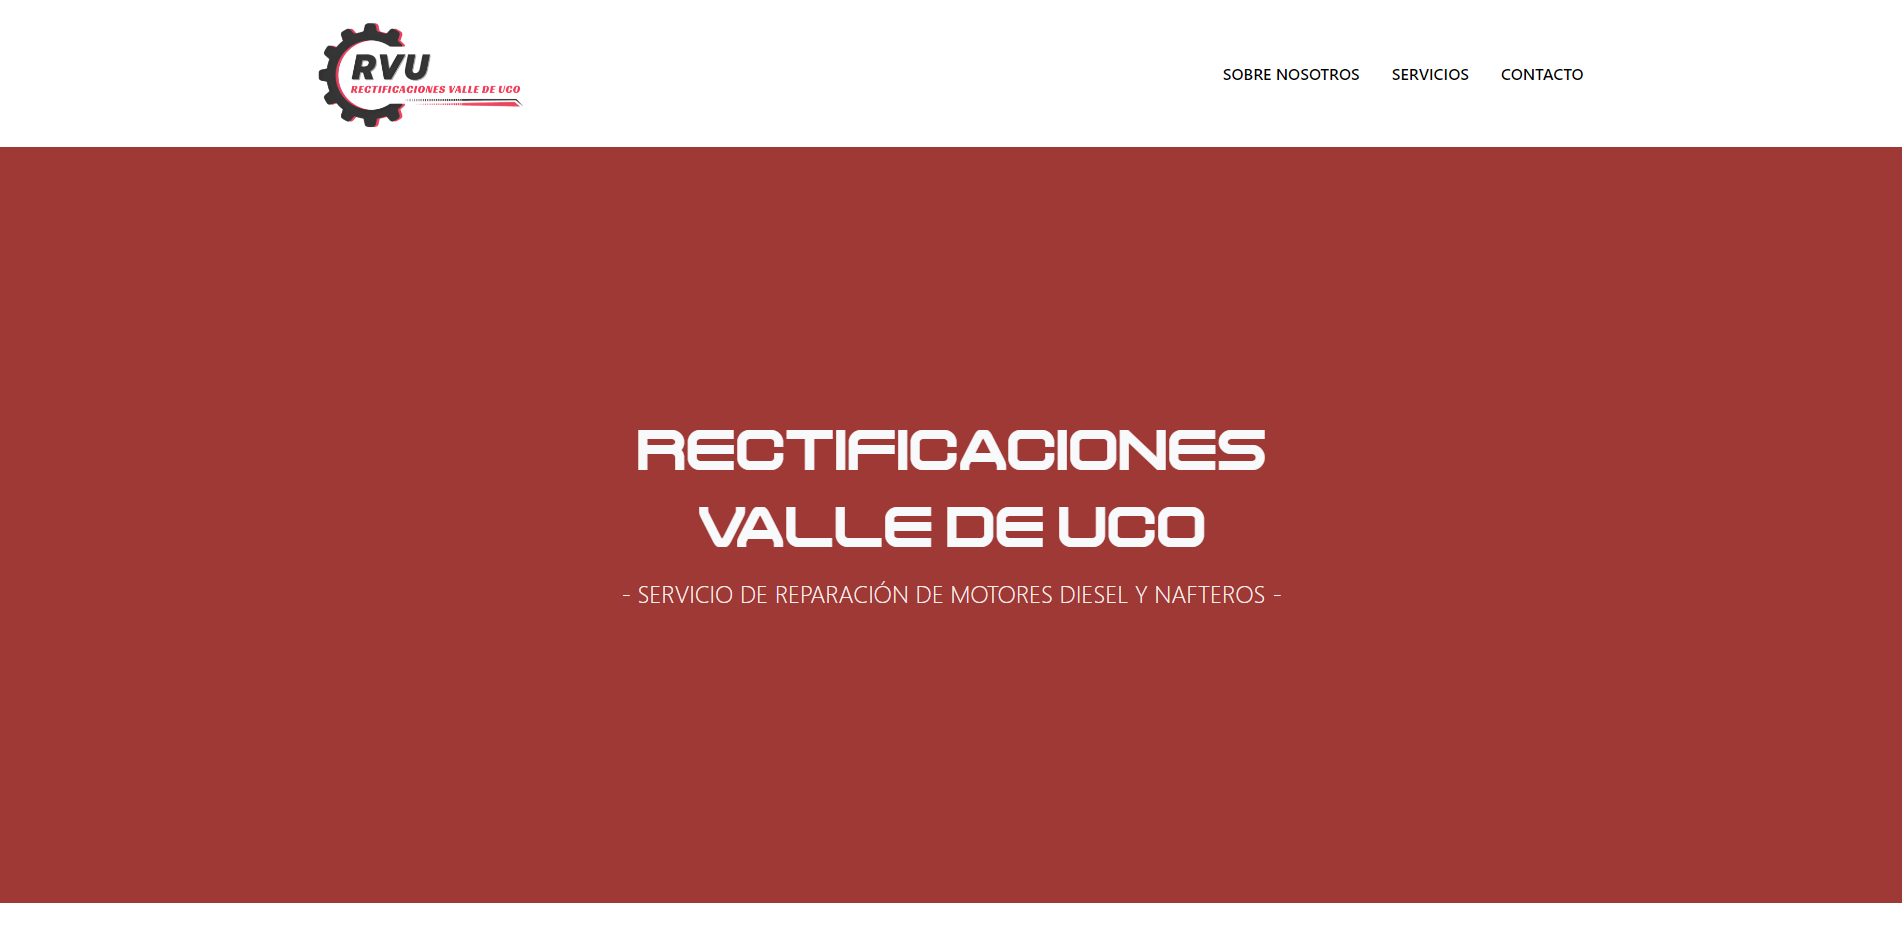 RVU
RECTIFICACIONES VALLE DE UCO
SOBRE NOSOTROS SERVICIOS CONTACTO
RECTIFICACIONES
VALLE DE UCO
- SERVICIO DE REPARACIÓN DE MOTORES DIESEL Y NAFTEROS -